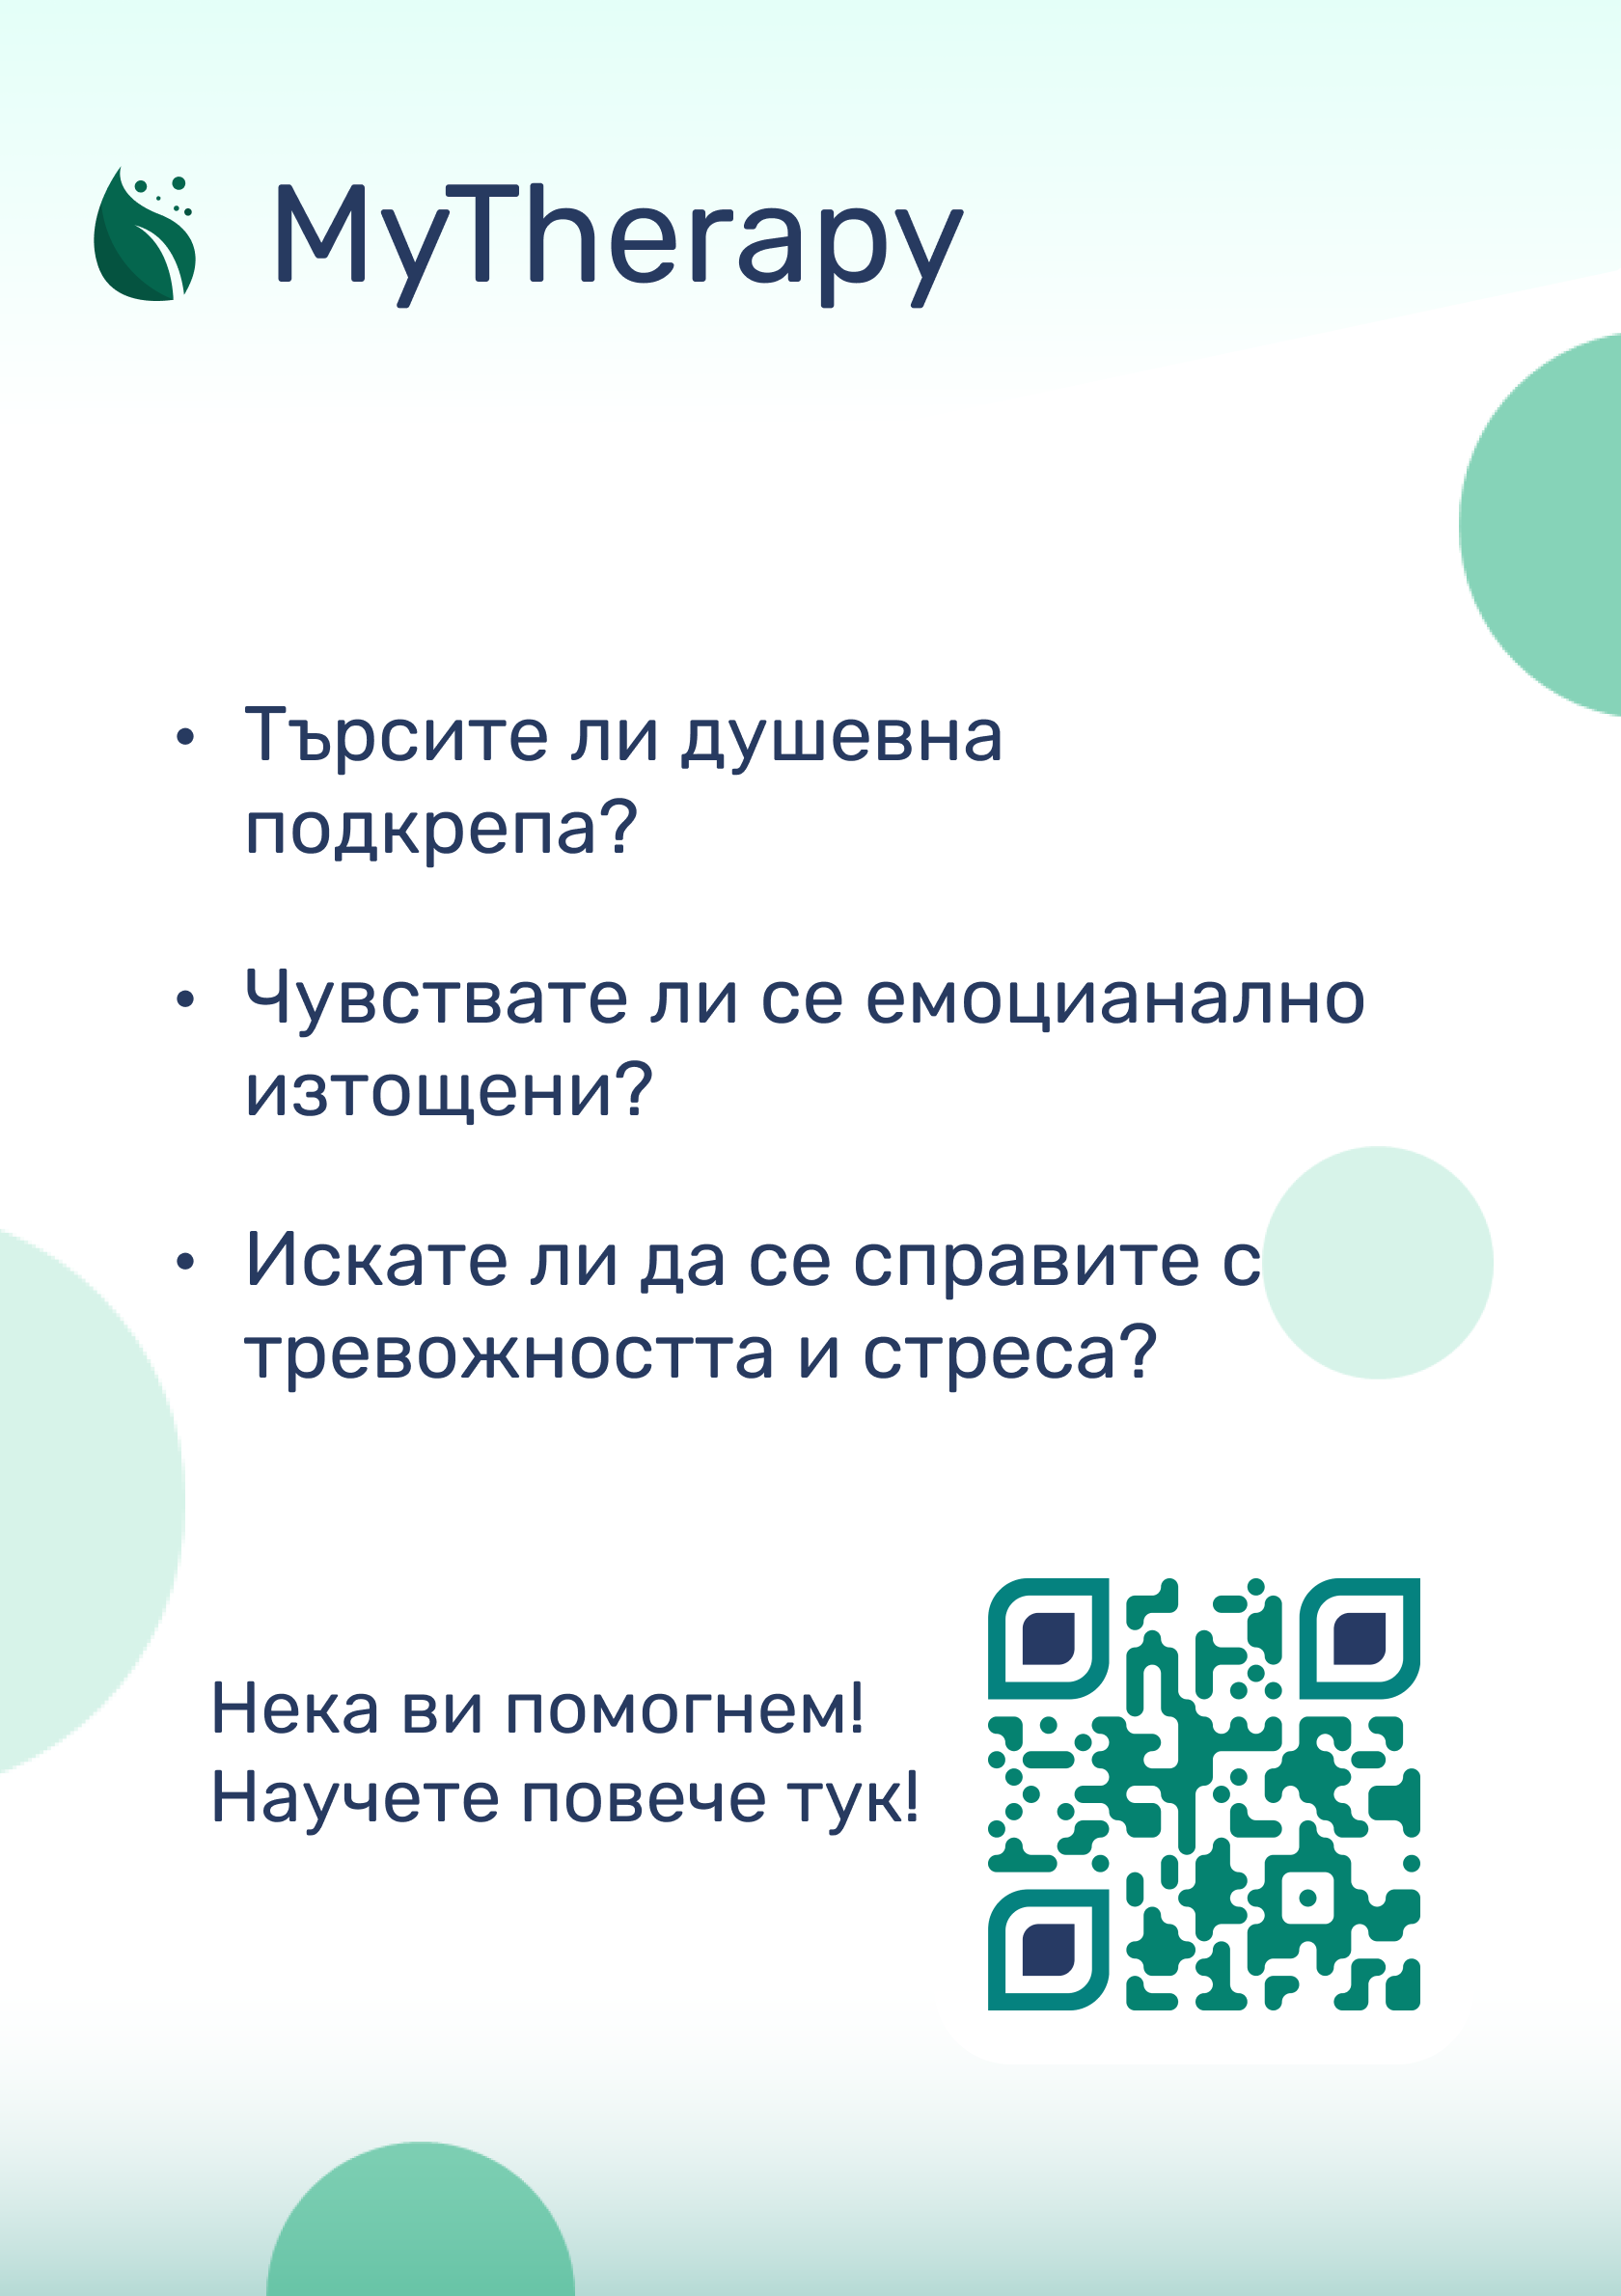 MyTherapy
• Търсите ли душевна
подкрепа?
• Чувствате ли се емоцианално
изтощени?
• Искате ли да се справите с
тревожността и стреса?
Нека ви помогнем!
Научете повече тук!